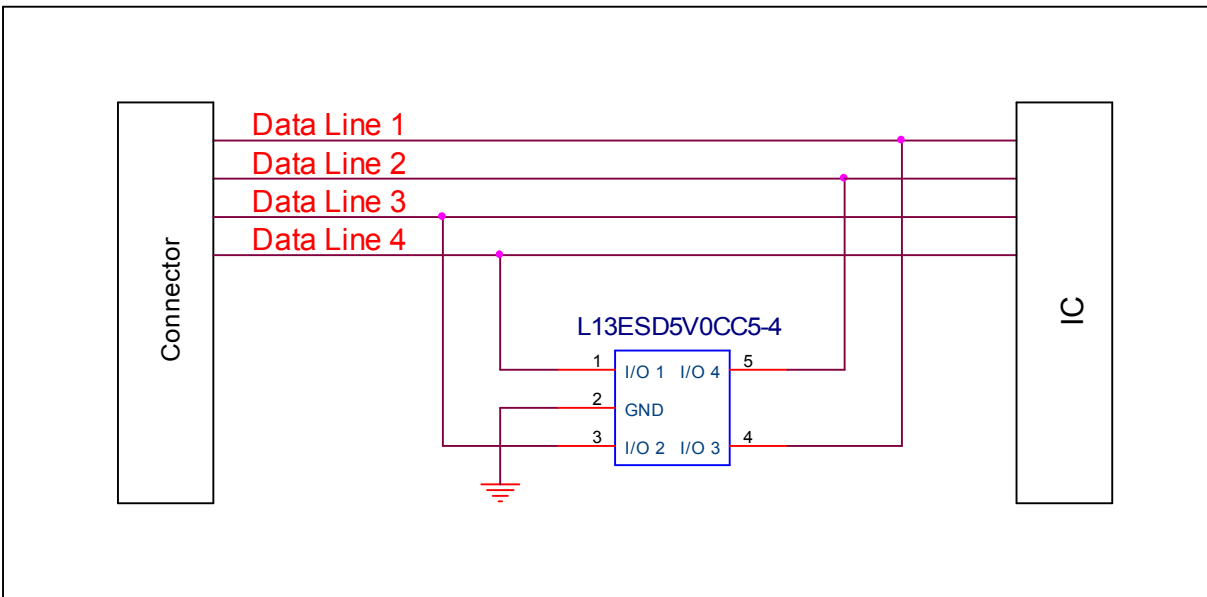 Data Line 1
Data Line 2
Data Line 3
Data Line 4
Connector
IC
L13ESD5V0CC5-4
1 I/O 1 I/O 4 5
2 GND
3 I/O 2 I/O 3 4